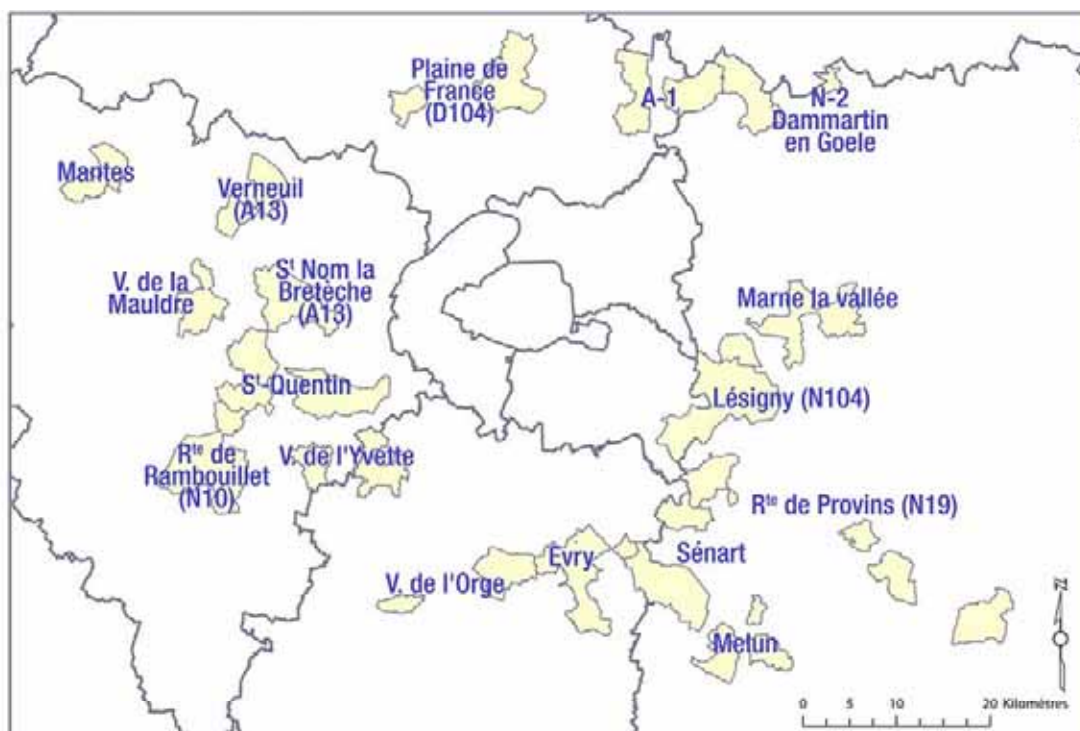 Plaine de
France
(D104)
A-1
N-2
Dammartin
en Goele
Mantes
Verneuil
(A13)
V. de la
Mauldre
Sᵗ Nom la
Bretèche
(A13)
Marne la vallée
Sᵗ-Quentin
Lésigny (N104)
Rᵗᵉ de
Rambouillet
(N10)
V. de l'Yvette
Rᵗᵉ de Provins (N19)
Évry
Sénart
V. de l'Orge
Melun
0 5 10 20 Kilomèsres